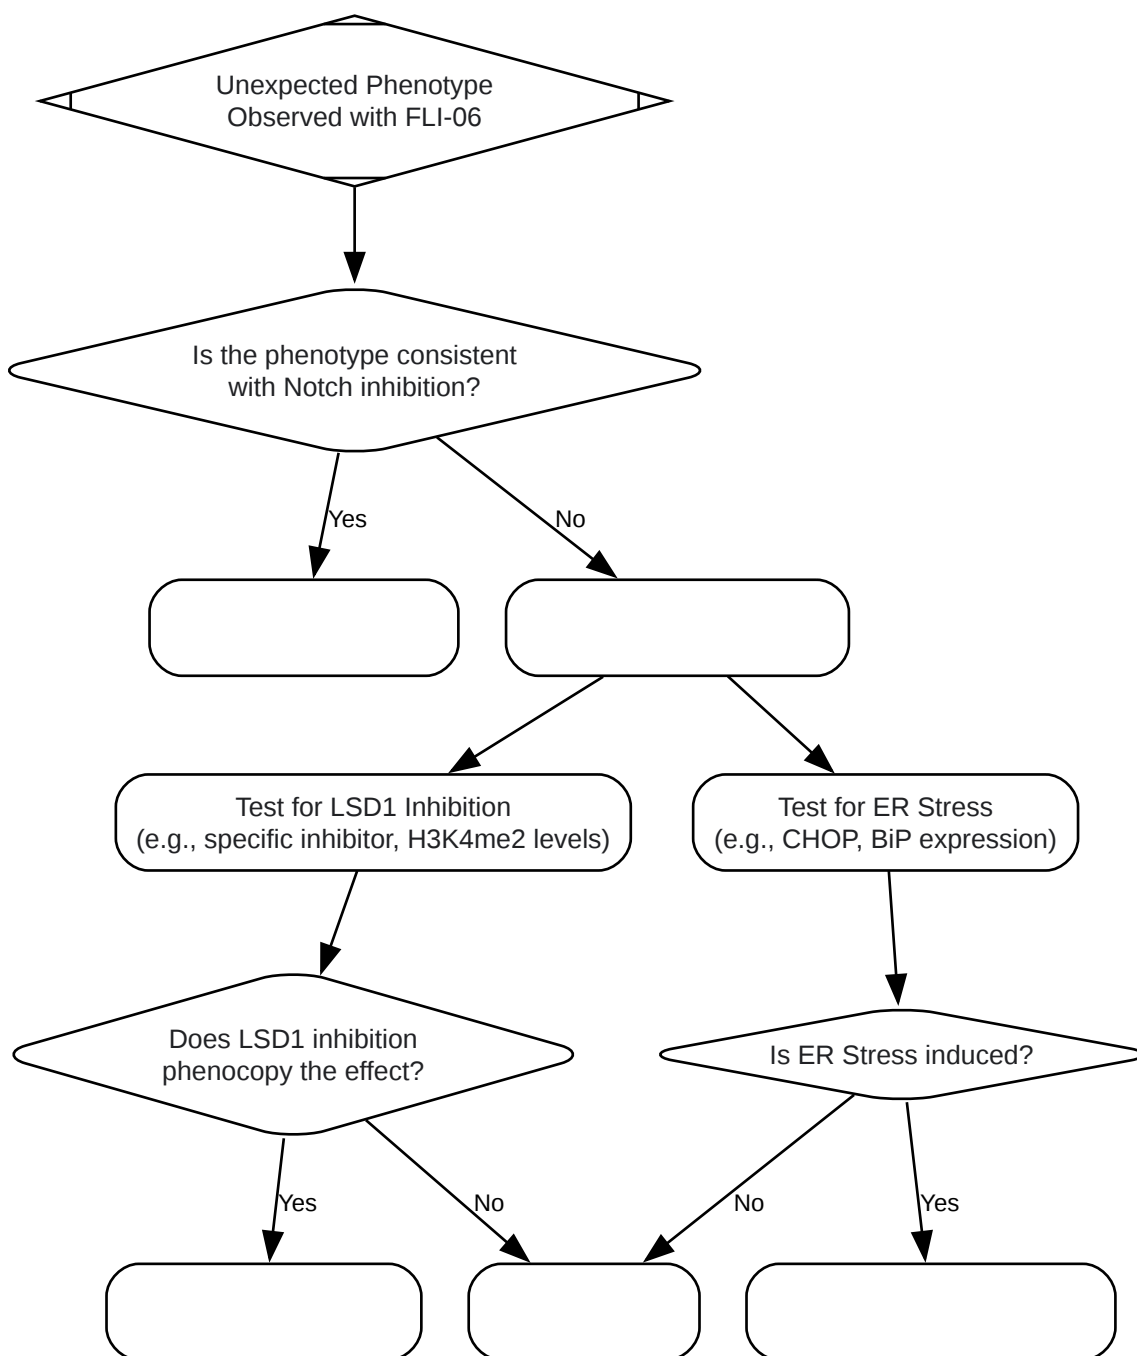 Unexpected Phenotype
Observed with FLI-06
Is the phenotype consistent
with Notch inhibition?
Yes
No
Test for LSD1 Inhibition
(e.g., specific inhibitor, H3K4me2 levels)
Test for ER Stress
(e.g., CHOP, BiP expression)
Does LSD1 inhibition
phenocopy the effect?
Is ER Stress induced?
Yes
No
No
Yes